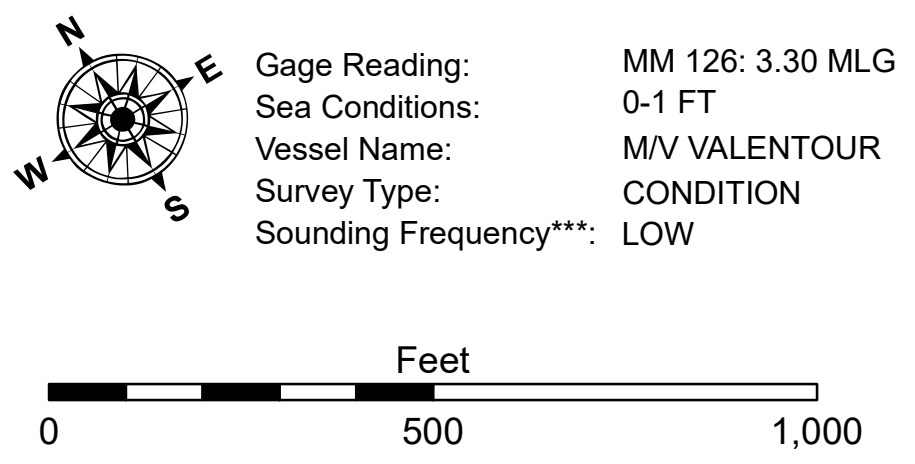 N
E
W
S
Gage Reading: MM 126: 3.30 MLG
Sea Conditions: 0-1 FT
Vessel Name: M/V VALENTOUR
Survey Type: CONDITION
Sounding Frequency***: LOW
Feet
0 500 1,000